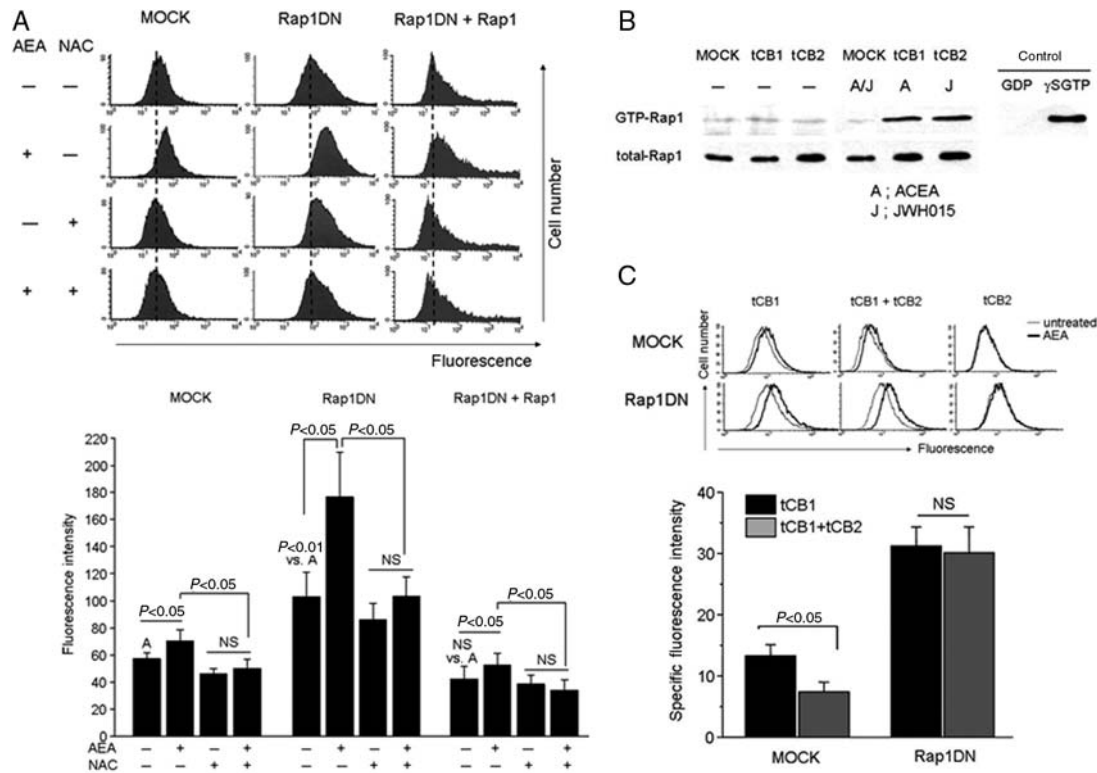 A
MOCK Rap1DN Rap1DN + Rap1
AEA NAC
— —
+ —
— +
+ +
Cell number
Fluorescence
MOCK Rap1DN Rap1DN + Rap1
Fluorescence intensity
220
200
180
160
140
120
100
80
60
40
20
0
P<0.05 P<0.05
P<0.01
vs. A
NS
P<0.05
P<0.05
A
NS
P<0.05
P<0.05
NS
vs. A
NS
AEA — + — + — + — + — + — +
NAC — — + + — — + + — — + +
B
MOCK tCB1 tCB2 MOCK tCB1 tCB2 Control
— — — A/J A J GDP γSGTP
GTP-Rap1
total-Rap1
A ; ACEA
J ; JWH015
C
tCB1 tCB1 + tCB2 tCB2
MOCK
Rap1DN
Cell number
untreated
AEA
Fluorescence
Specific fluorescence intensity
40
30
20
10
0
tCB1
tCB1+tCB2
P<0.05
NS
MOCK Rap1DN